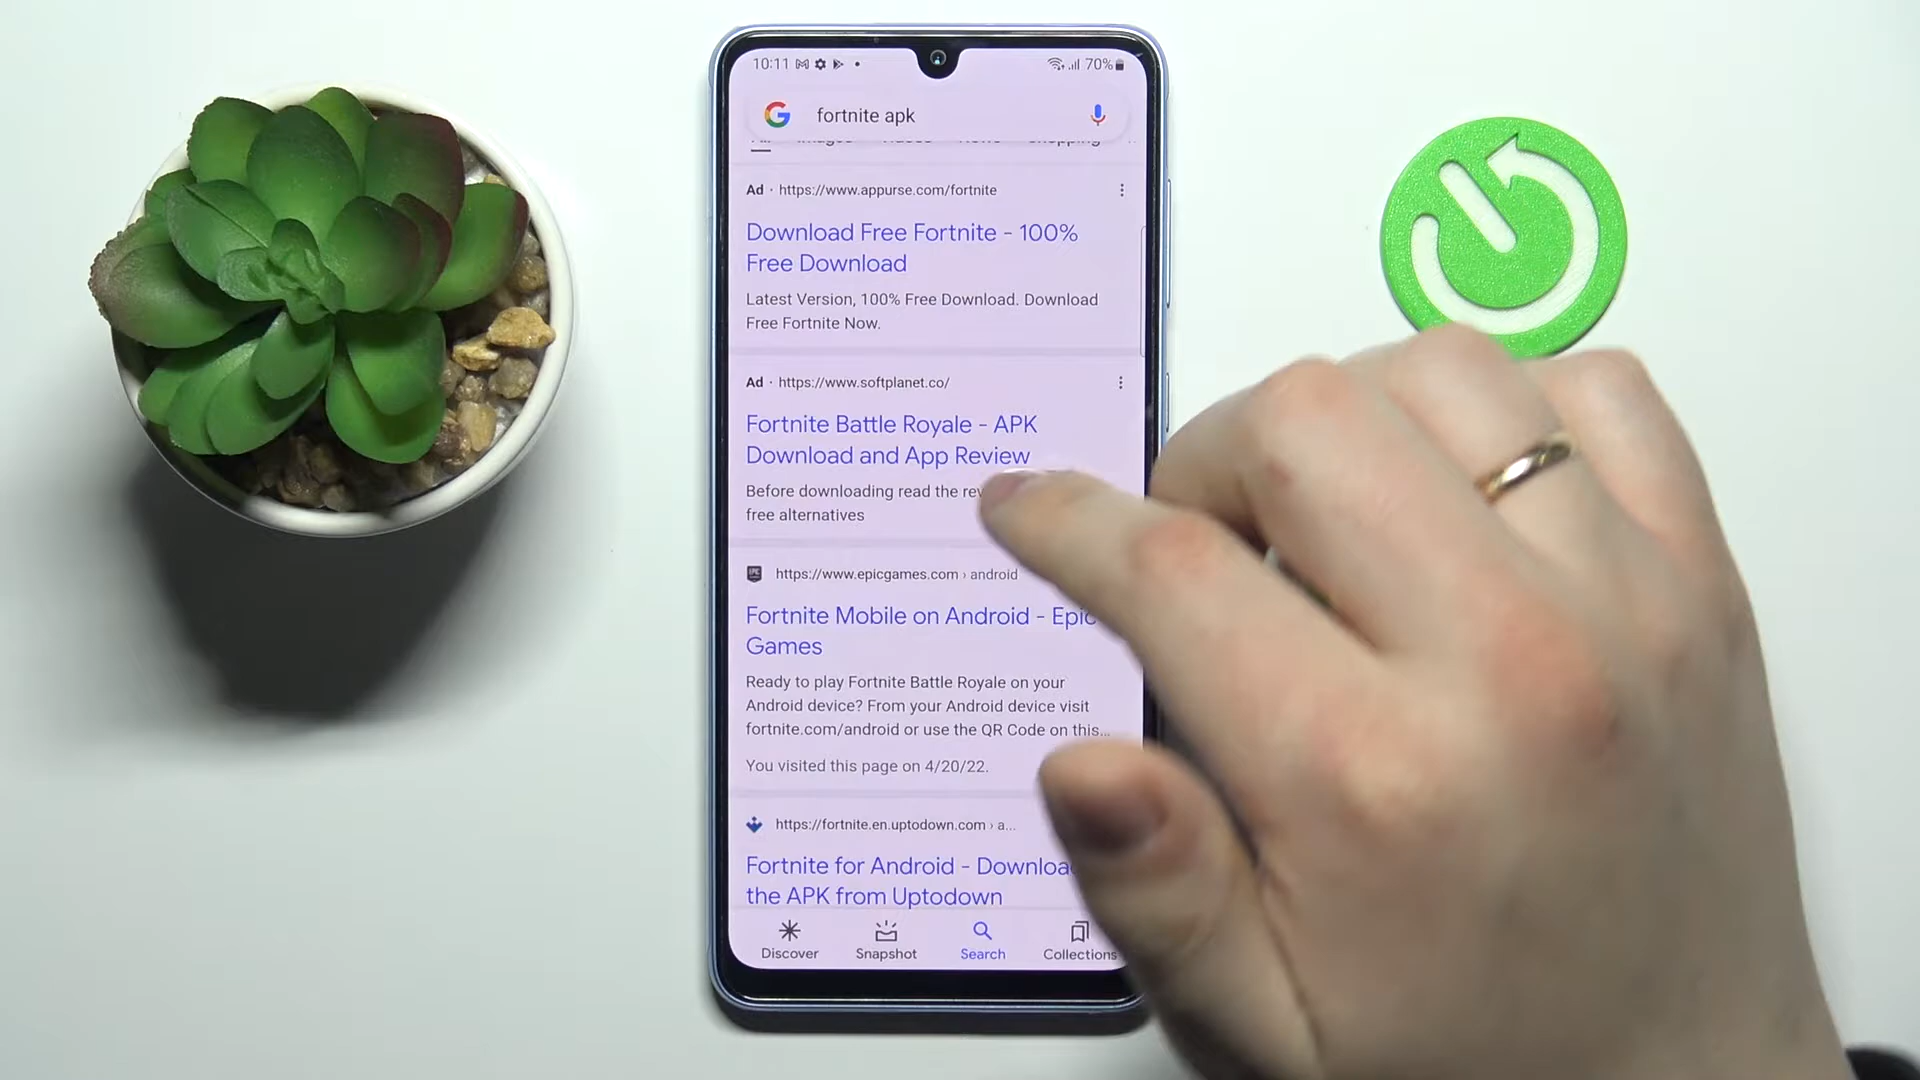 10:11 70%
fortnite apk
All Images Videos News Shopping
Ad · https://www.appurse.com/fortnite
Download Free Fortnite - 100%
Free Download
Latest Version, 100% Free Download. Download
Free Fortnite Now.
Ad · https://www.softplanet.co/
Fortnite Battle Royale - APK
Download and App Review
Before downloading read the
free alternatives
https://www.epicgames.com › android
Fortnite Mobile on Android - Epic
Games
Ready to play Fortnite Battle Royale on your
Android device? From your Android device visit
fortnite.com/android or use the QR Code on this...
You visited this page on 4/20/22.
https://fortnite.en.uptodown.com › a...
Fortnite for Android - Download
the APK from Uptodown
Discover Snapshot Search Collections